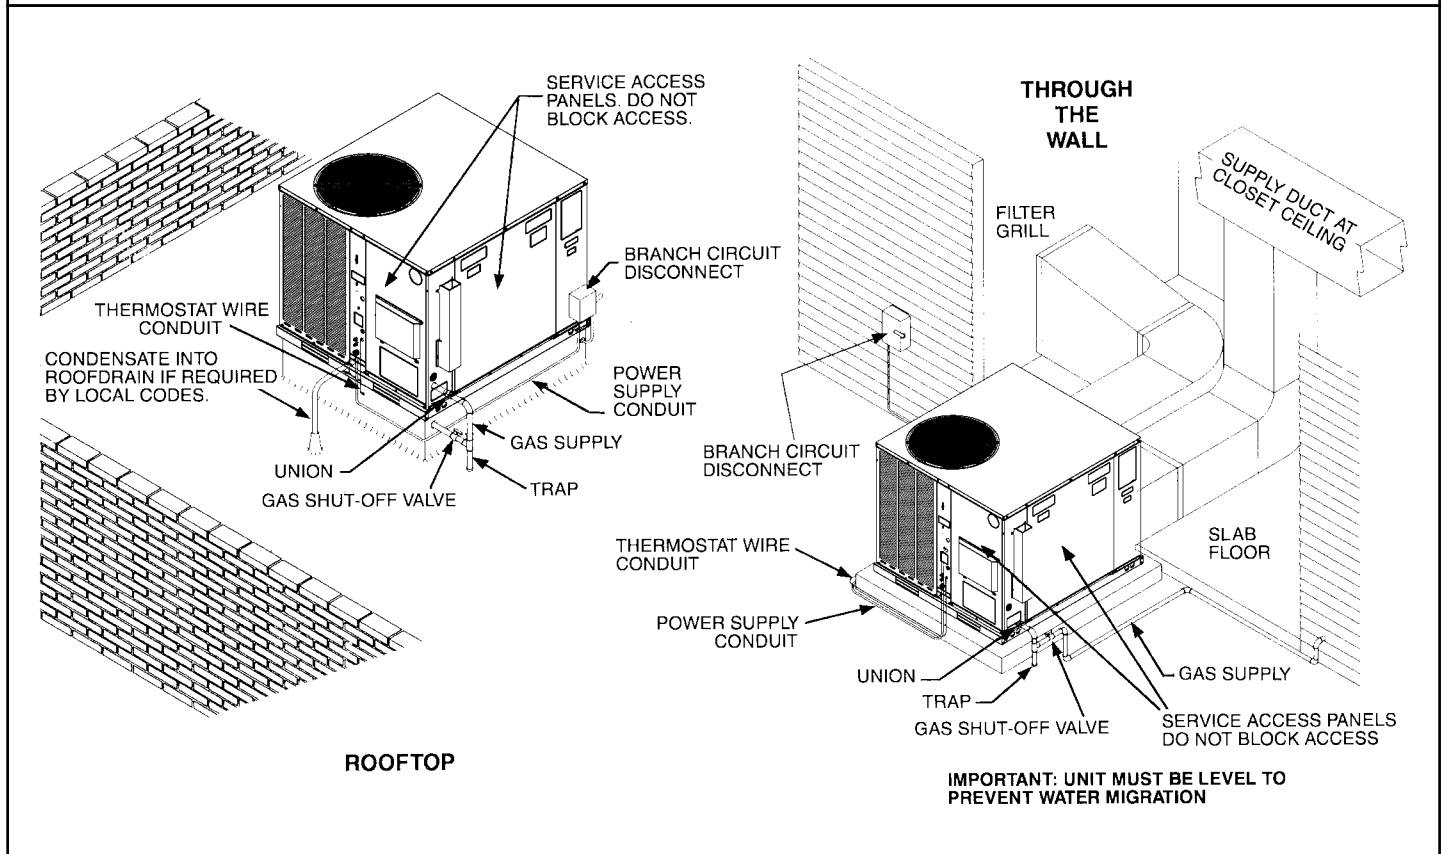 SERVICE ACCESS
PANELS. DO NOT
BLOCK ACCESS.
BRANCH CIRCUIT
DISCONNECT
THERMOSTAT WIRE
CONDUIT
CONDENSATE INTO
ROOFDRAIN IF REQUIRED
BY LOCAL CODES.
POWER
SUPPLY
CONDUIT
GAS SUPPLY
UNION
TRAP
GAS SHUT-OFF VALVE
ROOFTOP
THROUGH
THE
WALL
SUPPLY DUCT AT
CLOSET CEILING
FILTER
GRILL
BRANCH CIRCUIT
DISCONNECT
SLAB
FLOOR
THERMOSTAT WIRE
CONDUIT
POWER SUPPLY
CONDUIT
UNION
GAS SUPPLY
TRAP
GAS SHUT-OFF VALVE
SERVICE ACCESS PANELS
DO NOT BLOCK ACCESS
IMPORTANT: UNIT MUST BE LEVEL TO
PREVENT WATER MIGRATION